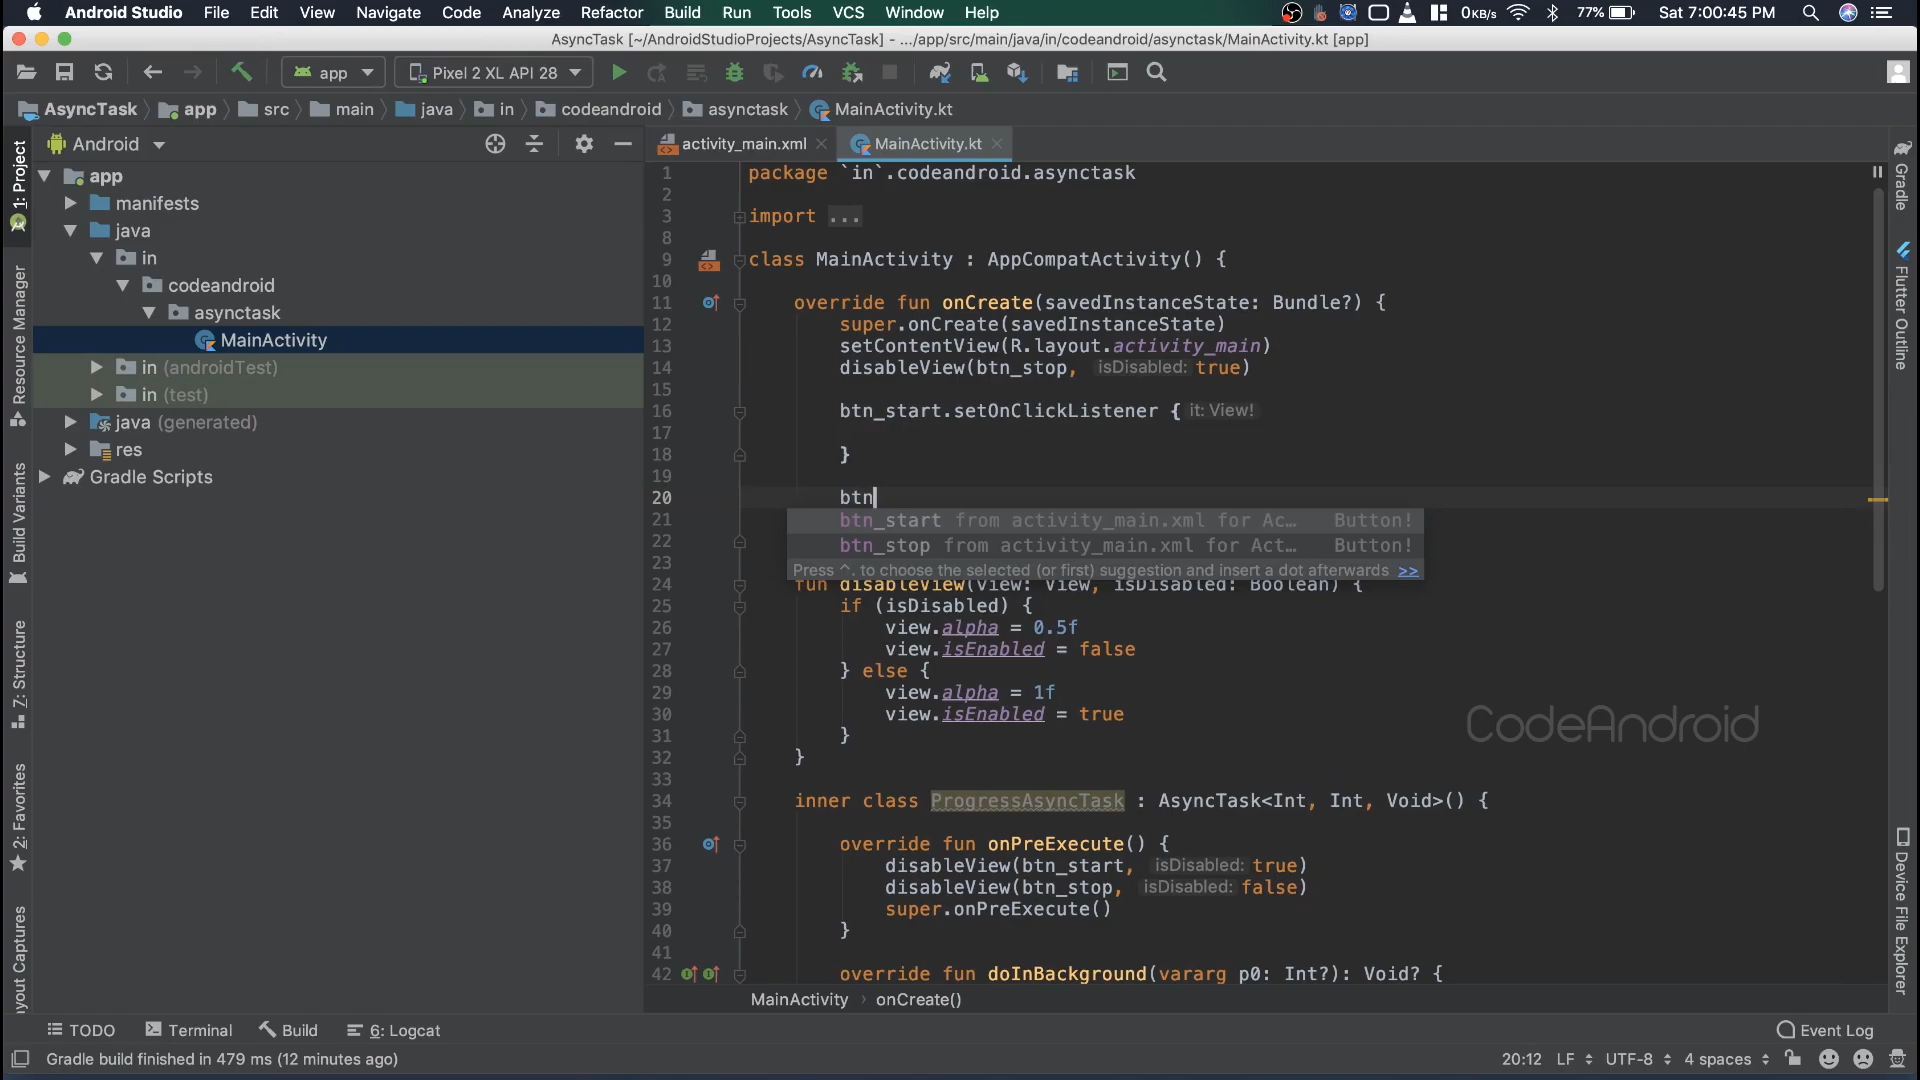 Android Studio File Edit View Navigate Code Analyze Refactor Build Run Tools VCS Window Help 0KB/s 77% Sat 7:00:45 PM
AsyncTask [~/AndroidStudioProjects/AsyncTask] - .../app/src/main/java/in/codeandroid/asynctask/MainActivity.kt [app]
app Pixel 2 XL API 28
AsyncTask app src main java in codeandroid asynctask MainActivity.kt
Android
activity_main.xml MainActivity.kt
1: Project
Resource Manager
Build Variants
7: Structure
2: Favorites
yout Captures
app
manifests
java
in
codeandroid
asynctask
MainActivity
in (androidTest)
in (test)
java (generated)
res
Gradle Scripts
1 package `in`.codeandroid.asynctask
2
3 import ...
8
9 class MainActivity : AppCompatActivity() {
10
11 override fun onCreate(savedInstanceState: Bundle?) {
12 super.onCreate(savedInstanceState)
13 setContentView(R.layout.activity_main)
14 disableView(btn_stop, isDisabled: true)
15
16 btn_start.setOnClickListener { it: View!
17
18 }
19
20 btn
21 btn_start from activity_main.xml for Ac... Button!
22 btn_stop from activity_main.xml for Act... Button!
23 Press ^. to choose the selected (or first) suggestion and insert a dot afterwards >>
24 fun disableView(view: View, isDisabled: Boolean) {
25 if (isDisabled) {
26 view.alpha = 0.5f
27 view.isEnabled = false
28 } else {
29 view.alpha = 1f
30 view.isEnabled = true
31 }
32 }
33
34 inner class ProgressAsyncTask : AsyncTask<Int, Int, Void>() {
35
36 override fun onPreExecute() {
37 disableView(btn_start, isDisabled: true)
38 disableView(btn_stop, isDisabled: false)
39 super.onPreExecute()
40 }
41
42 override fun doInBackground(vararg p0: Int?): Void? {
CodeAndroid
MainActivity › onCreate()
Gradle
Flutter Outline
Device File Explorer
TODO Terminal Build 6: Logcat Event Log
Gradle build finished in 479 ms (12 minutes ago) 20:12 LF UTF-8 4 spaces